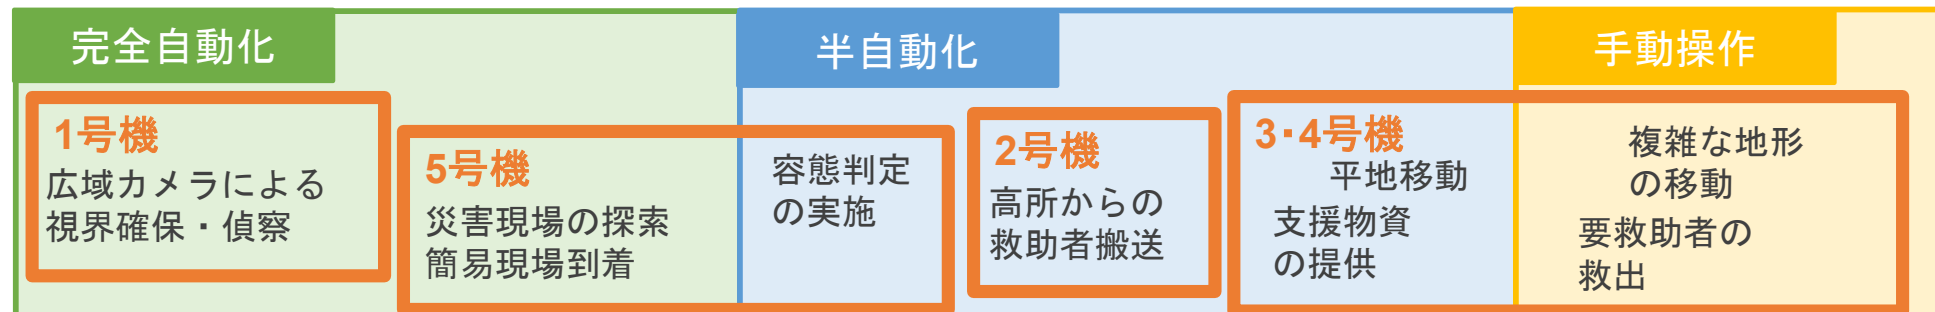 完全自動化
半自動化
手動操作
1号機
広域カメラによる
視界確保・偵察
5号機
災害現場の探索
簡易現場到着
容態判定
の実施
2号機
高所からの
救助者搬送
3・4号機
平地移動
支援物資
の提供
複雑な地形
の移動
要救助者の
救出